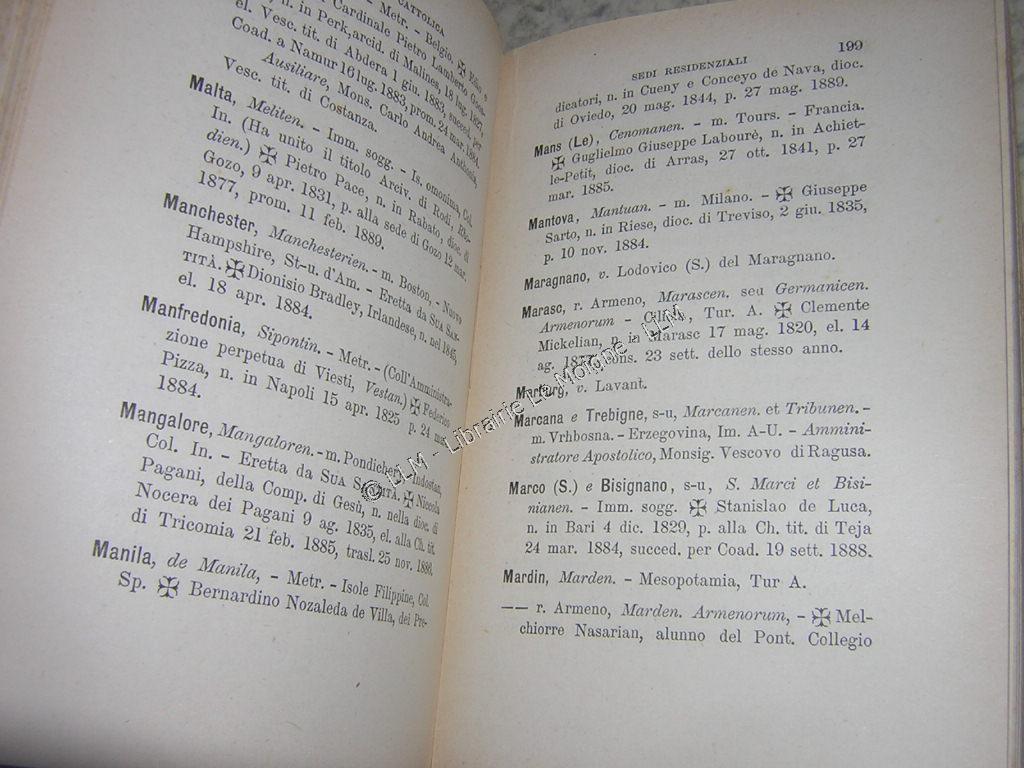 CATTOLICA
Metr. - Belgio. ✠ Emo e
Cardinale Pietro Lamberto
n. in Perk, arcid. di Malines, 18 lug. 1827,
el. Vesc. tit. di Abdera 1 giu. 1883, succed. per
Coad. a Namur 16 lug. 1883, prom. 24 mar. 1884.
Ausiliare, Mons. Carlo Andrea Anthonis,
Vesc. tit. di Costanza.
Malta, Meliten. - Imm. sogg. - Is. omonima, Col.
In. (Ha unito il titolo Arciv. di Rodi, Rho-
dien.) ✠ Pietro Pace, n. in Rabato, dioc. di
Gozo, 9 apr. 1831, p. alla sede di Gozo 12 mar.
1877, prom. 11 feb. 1889.
Manchester, Manchesterien. - m. Boston, - Nuovo
Hampshire, St-u. d'Am. - Eretta da SUA SAN-
TITÀ. ✠ Dionisio Bradley, Irlandese, n. nel 1845,
el. 18 apr. 1884.
Manfredonia, Sipontin. - Metr. - (Coll'Amministra-
zione perpetua di Viesti, Vestan.) ✠ Federico
Pizza, n. in Napoli 15 apr. 1825 p. 24 mar.
1884.
Mangalore, Mangaloren. - m. Pondichery, Indostan,
Col. In. - Eretta da SUA SANTITÀ. ✠ Niccola
Pagani, della Comp. di Gesù, n. nella dioc. di
Nocera dei Pagani 9 ag. 1835, el. alla Ch. tit.
di Tricomia 21 feb. 1885, trasl. 25 nov. 1886.
Manila, de Manila, - Metr. - Isole Filippine, Col.
Sp. ✠ Bernardino Nozaleda de Villa, dei Pre-
SEDI RESIDENZIALI 199
dicatori, n. in Cueny e Conceyo de Nava, dioc.
di Oviedo, 20 mag. 1844, p. 27 mag. 1889.
Mans (Le), Cenomanen. - m. Tours. - Francia.
✠ Guglielmo Giuseppe Labourè, n. in Achiet-
le-Petit, dioc. di Arras, 27 ott. 1841, p. 27
mar. 1885.
Mantova, Mantuan. - m. Milano. - ✠ Giuseppe
Sarto, n. in Riese, dioc. di Treviso, 2 giu. 1835,
p. 10 nov. 1884.
Maragnano, v. Lodovico (S.) del Maragnano.
Marasc, r. Armeno, Marascen. seu Germanicen.
Armenorum - Cilicia, Tur. A. ✠ Clemente
Mickelian, n. in Marasc 17 mag. 1820, el. 14
ag. cons. 23 sett. dello stesso anno.
Marburg, v. Lavant.
Marcana e Trebigne, s-u, Marcanen. et Tribunen. -
m. Vrhbosna. - Erzegovina, Im. A-U. - Ammini-
stratore Apostolico, Monsig. Vescovo di Ragusa.
Marco (S.) e Bisignano, s-u, S. Marci et Bisi-
nianen. - Imm. sogg. ✠ Stanislao de Luca,
n. in Bari 4 dic. 1829, p. alla Ch. tit. di Teja
24 mar. 1884, succed. per Coad. 19 sett. 1888.
Mardin, Marden. - Mesopotamia, Tur A.
—— r. Armeno, Marden. Armenorum, - ✠ Mel-
chiorre Nasarian, alunno del Pont. Collegio
© LLM - Librairie Le Moigne - LLM